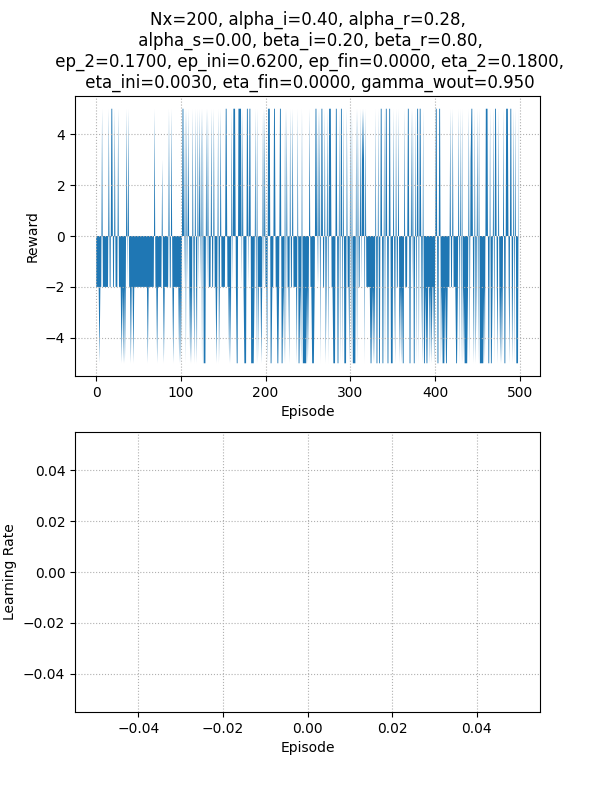 Nx=200, alpha_i=0.40, alpha_r=0.28,
alpha_s=0.00, beta_i=0.20, beta_r=0.80,
ep_2=0.1700, ep_ini=0.6200, ep_fin=0.0000, eta_2=0.1800,
eta_ini=0.0030, eta_fin=0.0000, gamma_wout=0.950
4
2
0
−2
−4
Reward
0
100
200
300
400
500
Episode
0.04
0.02
0.00
−0.02
−0.04
Learning Rate
−0.04
−0.02
0.00
0.02
0.04
Episode